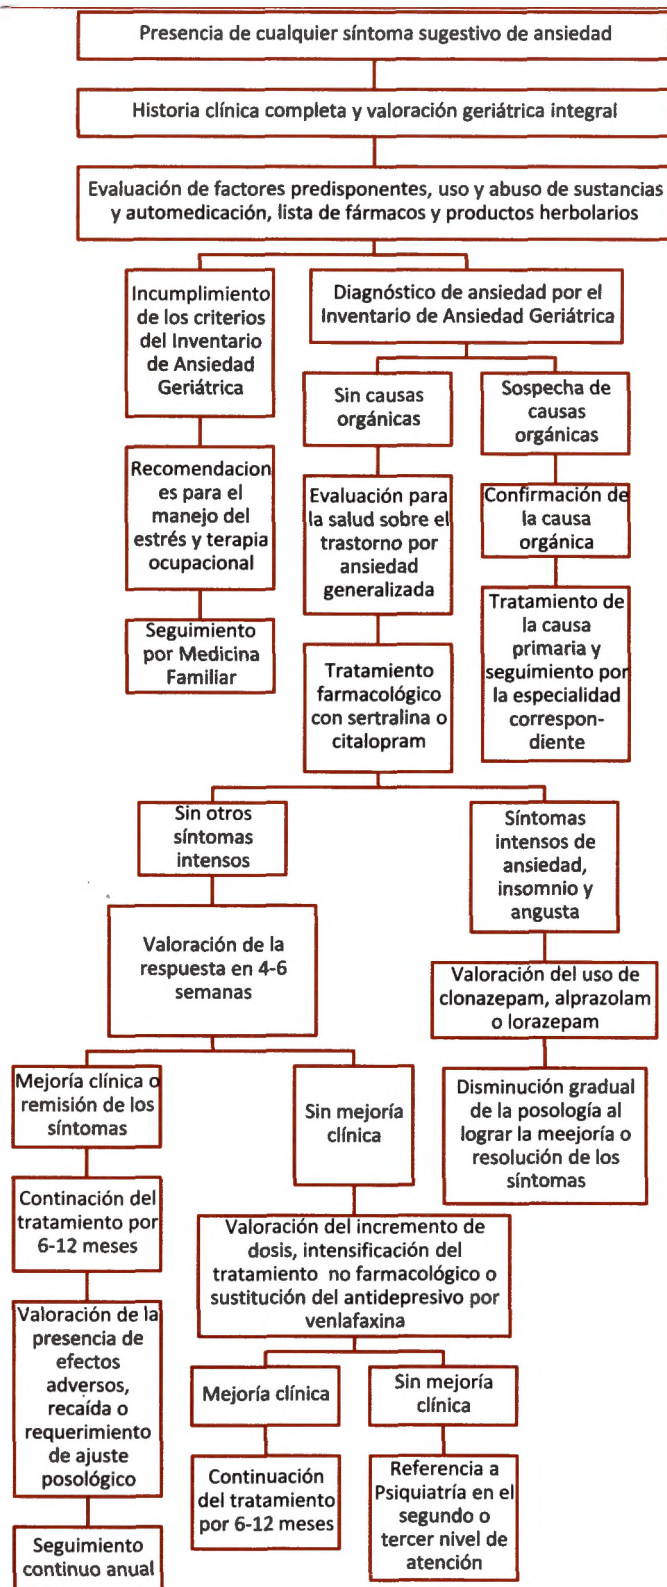 Presencia de cualquier síntoma sugestivo de ansiedad
Historia clínica completa y valoración geriátrica integral
Evaluación de factores predisponentes, uso y abuso de sustancias
y automedicación, lista de fármacos y productos herbolarios
Incumplimiento
de los criterios
del Inventario
de Ansiedad
Geriátrica
Diagnóstico de ansiedad por el
Inventario de Ansiedad Geriátrica
Sin causas
orgánicas
Sospecha de
causas
orgánicas
Recomendacion
es para el
manejo del
estrés y terapia
ocupacional
Evaluación para
la salud sobre el
trastorno por
ansiedad
generalizada
Confirmación de
la causa
orgánica
Seguimiento
por Medicina
Familiar
Tratamiento
farmacológico
con sertralina o
citalopram
Tratamiento de
la causa
primaria y
seguimiento por
la especialidad
correspon-
diente
Sin otros
síntomas
intensos
Síntomas
intensos de
ansiedad,
insomnio y
angusta
Valoración de la
respuesta en 4-6
semanas
Valoración del uso de
clonazepam, alprazolam
o lorazepam
Mejoría clínica o
remisión de los
síntomas
Sin mejoría
clínica
Disminución gradual
de la posología al
lograr la meejoría o
resolución de los
síntomas
Continación del
tratamiento por
6-12 meses
Valoración del incremento de
dosis, intensificación del
tratamiento no farmacológico o
sustitución del antidepresivo por
venlafaxina
Valoración de la
presencia de
efectos
adversos,
recaída o
requerimiento
de ajuste
posológico
Mejoría clínica
Sin mejoría
clínica
Continuación
del tratamiento
por 6-12 meses
Referencia a
Psiquiatría en el
segundo o
tercer nivel de
atención
Seguimiento
continuo anual